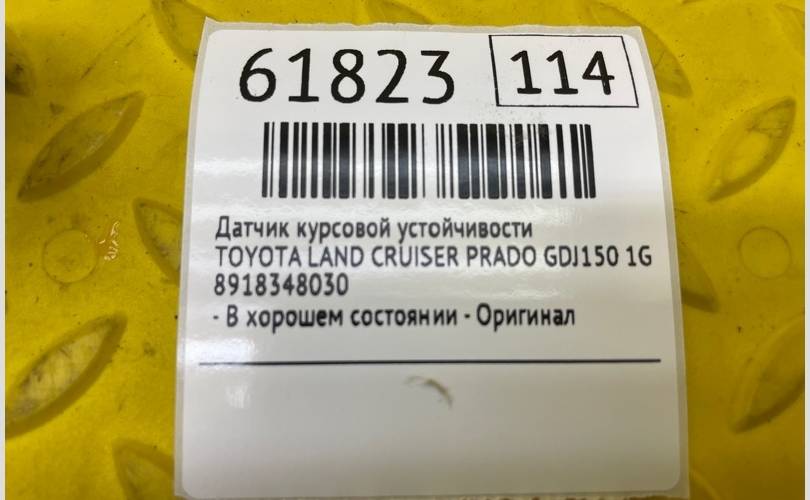 61823 114
Датчик курсовой устойчивости
TOYOTA LAND CRUISER PRADO GDJ150 1G
8918348030
- В хорошем состоянии - Оригинал